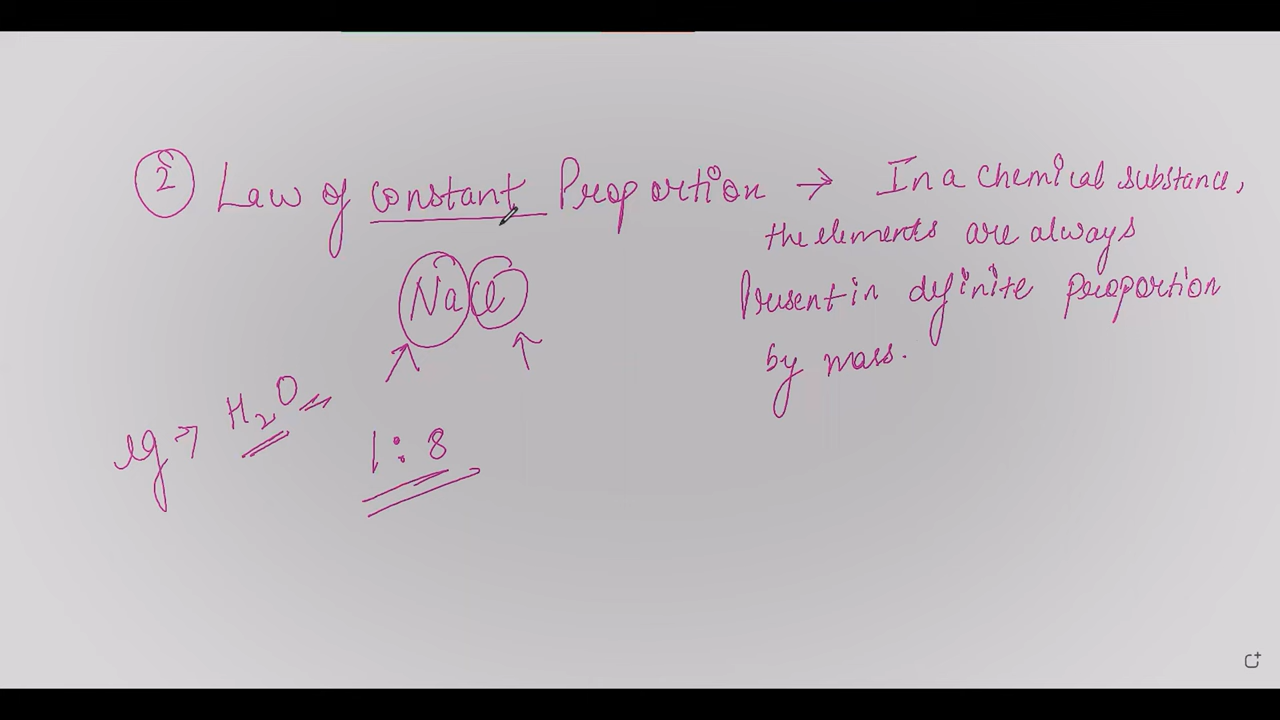 ② Law of constant Proportion → In a chemical substance,
the elements are always
Present in definite proportion
by mass.
NaCl
eg → H₂O
1 : 8